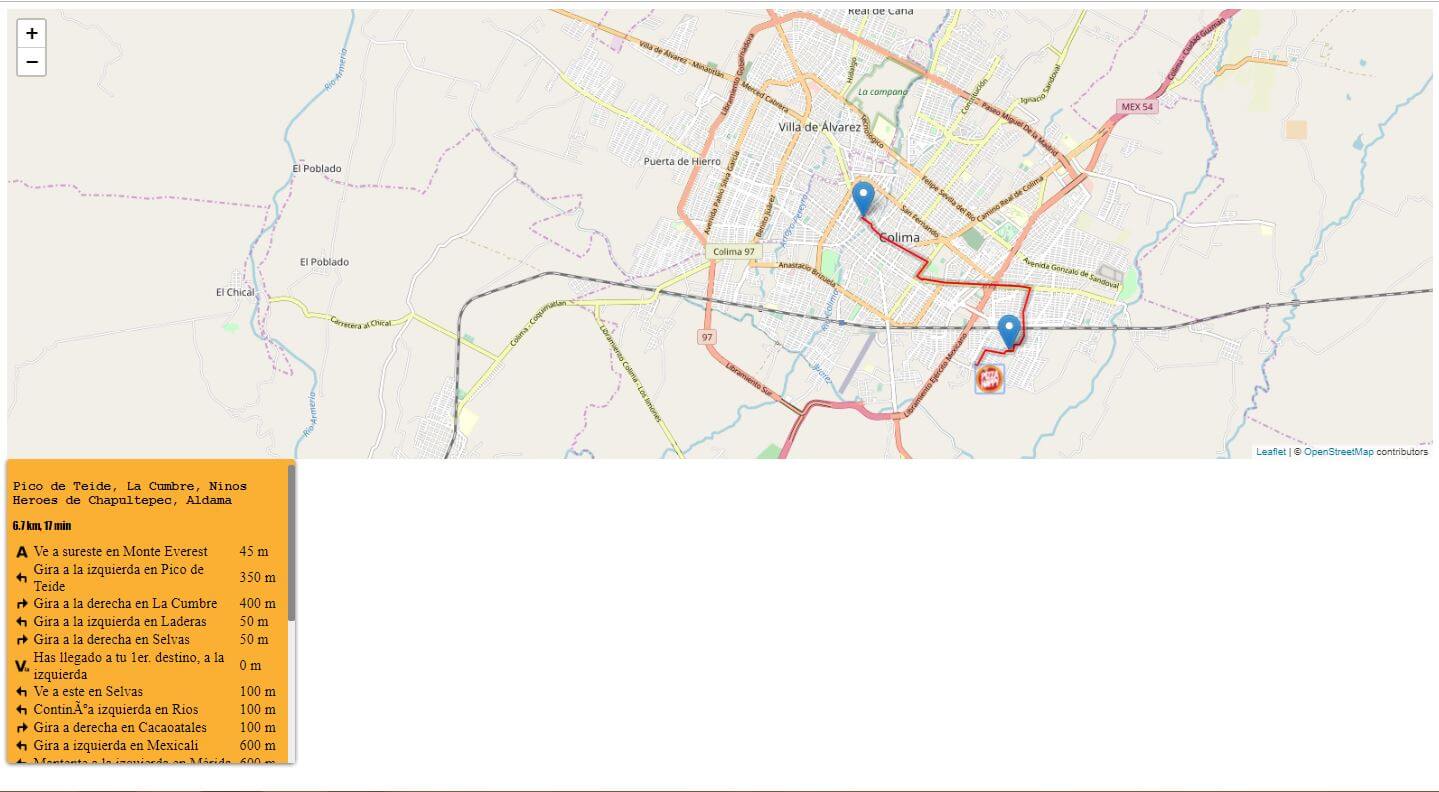 +
−
Real de Caná
Villa de Álvarez - Minatitlán
Libramiento Gobernadora
Merced Cabrera
Hidalgo
La campana
Constitución
Ignacio Sandoval
Colima - Ciudad Guzmán
MEX 54
Paseo Miguel De la Madrid
Villa de Álvarez
Tecnológico
Río Armería
El Poblado
Puerta de Hierro
Avenida Pablo Silva García
Benito Juárez
Arroyo Pereyra
Felipe Sevilla del Río
Camino Real de Colima
San Fernando
Colima
Colima 97
Anastacio Brizuela
Avenida Gonzalo de Sandoval
El Poblado
El Chical
Carretera al Chical
Colima - Coquimatlán
Río Colima
97
Libramiento Colima - Los limones
Libramiento Sur
Juárez
Libramiento Ejército Mexicano
Río Armería
Leaflet | © OpenStreetMap contributors
Pico de Teide, La Cumbre, Ninos
Heroes de Chapultepec, Aldama
6.7 km, 17 min
A Ve a sureste en Monte Everest 45 m
Gira a la izquierda en Pico de
Teide 350 m
Gira a la derecha en La Cumbre 400 m
Gira a la izquierda en Laderas 50 m
Gira a la derecha en Selvas 50 m
Has llegado a tu 1er. destino, a la
izquierda 0 m
Ve a este en Selvas 100 m
ContinÃºa izquierda en Rios 100 m
Gira a derecha en Cacaoatales 100 m
Gira a izquierda en Mexicali 600 m
Mantente a la izquierda en Mérida 600 m